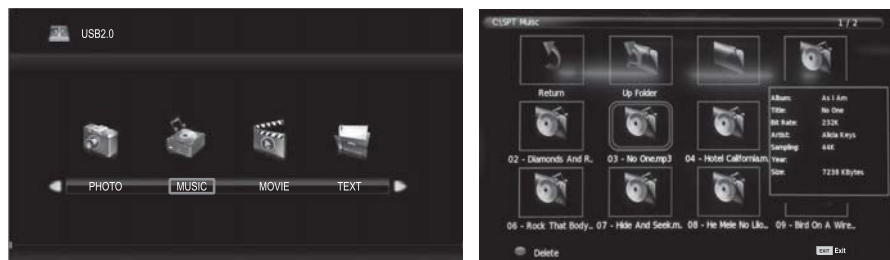 USB2.0
PHOTO MUSIC MOVIE TEXT
C:\SPT Music 1 / 2
Return Up Folder
Album: As I Am
Title: No One
Bit Rate: 232K
Artist: Alicia Keys
Sampling: 44K
Year:
Size: 7238 KBytes
02 - Diamonds And R.. 03 - No One.mp3 04 - Hotel California.m
06 - Rock That Body.. 07 - Hide And Seek.m.. 08 - He Mele No Lilo.. 09 - Bird On A Wire..
Delete EXIT Exit